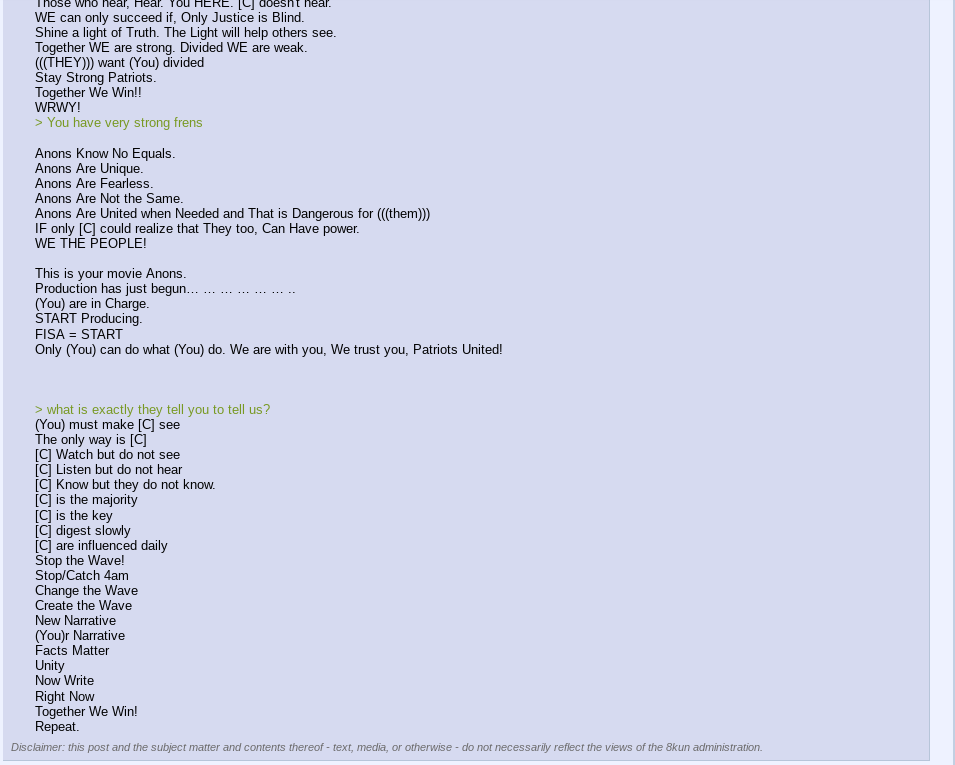 Those who hear, Hear. You HERE. [C] doesn't hear.
WE can only succeed if, Only Justice is Blind.
Shine a light of Truth. The Light will help others see.
Together WE are strong. Divided WE are weak.
(((THEY))) want (You) divided
Stay Strong Patriots.
Together We Win!!
WRWY!
> You have very strong frens
Anons Know No Equals.
Anons Are Unique.
Anons Are Fearless.
Anons Are Not the Same.
Anons Are United when Needed and That is Dangerous for (((them)))
IF only [C] could realize that They too, Can Have power.
WE THE PEOPLE!
This is your movie Anons.
Production has just begun… … … … … … ..
(You) are in Charge.
START Producing.
FISA = START
Only (You) can do what (You) do. We are with you, We trust you, Patriots United!
> what is exactly they tell you to tell us?
(You) must make [C] see
The only way is [C]
[C] Watch but do not see
[C] Listen but do not hear
[C] Know but they do not know.
[C] is the majority
[C] is the key
[C] digest slowly
[C] are influenced daily
Stop the Wave!
Stop/Catch 4am
Change the Wave
Create the Wave
New Narrative
(You)r Narrative
Facts Matter
Unity
Now Write
Right Now
Together We Win!
Repeat.
Disclaimer: this post and the subject matter and contents thereof - text, media, or otherwise - do not necessarily reflect the views of the 8kun administration.